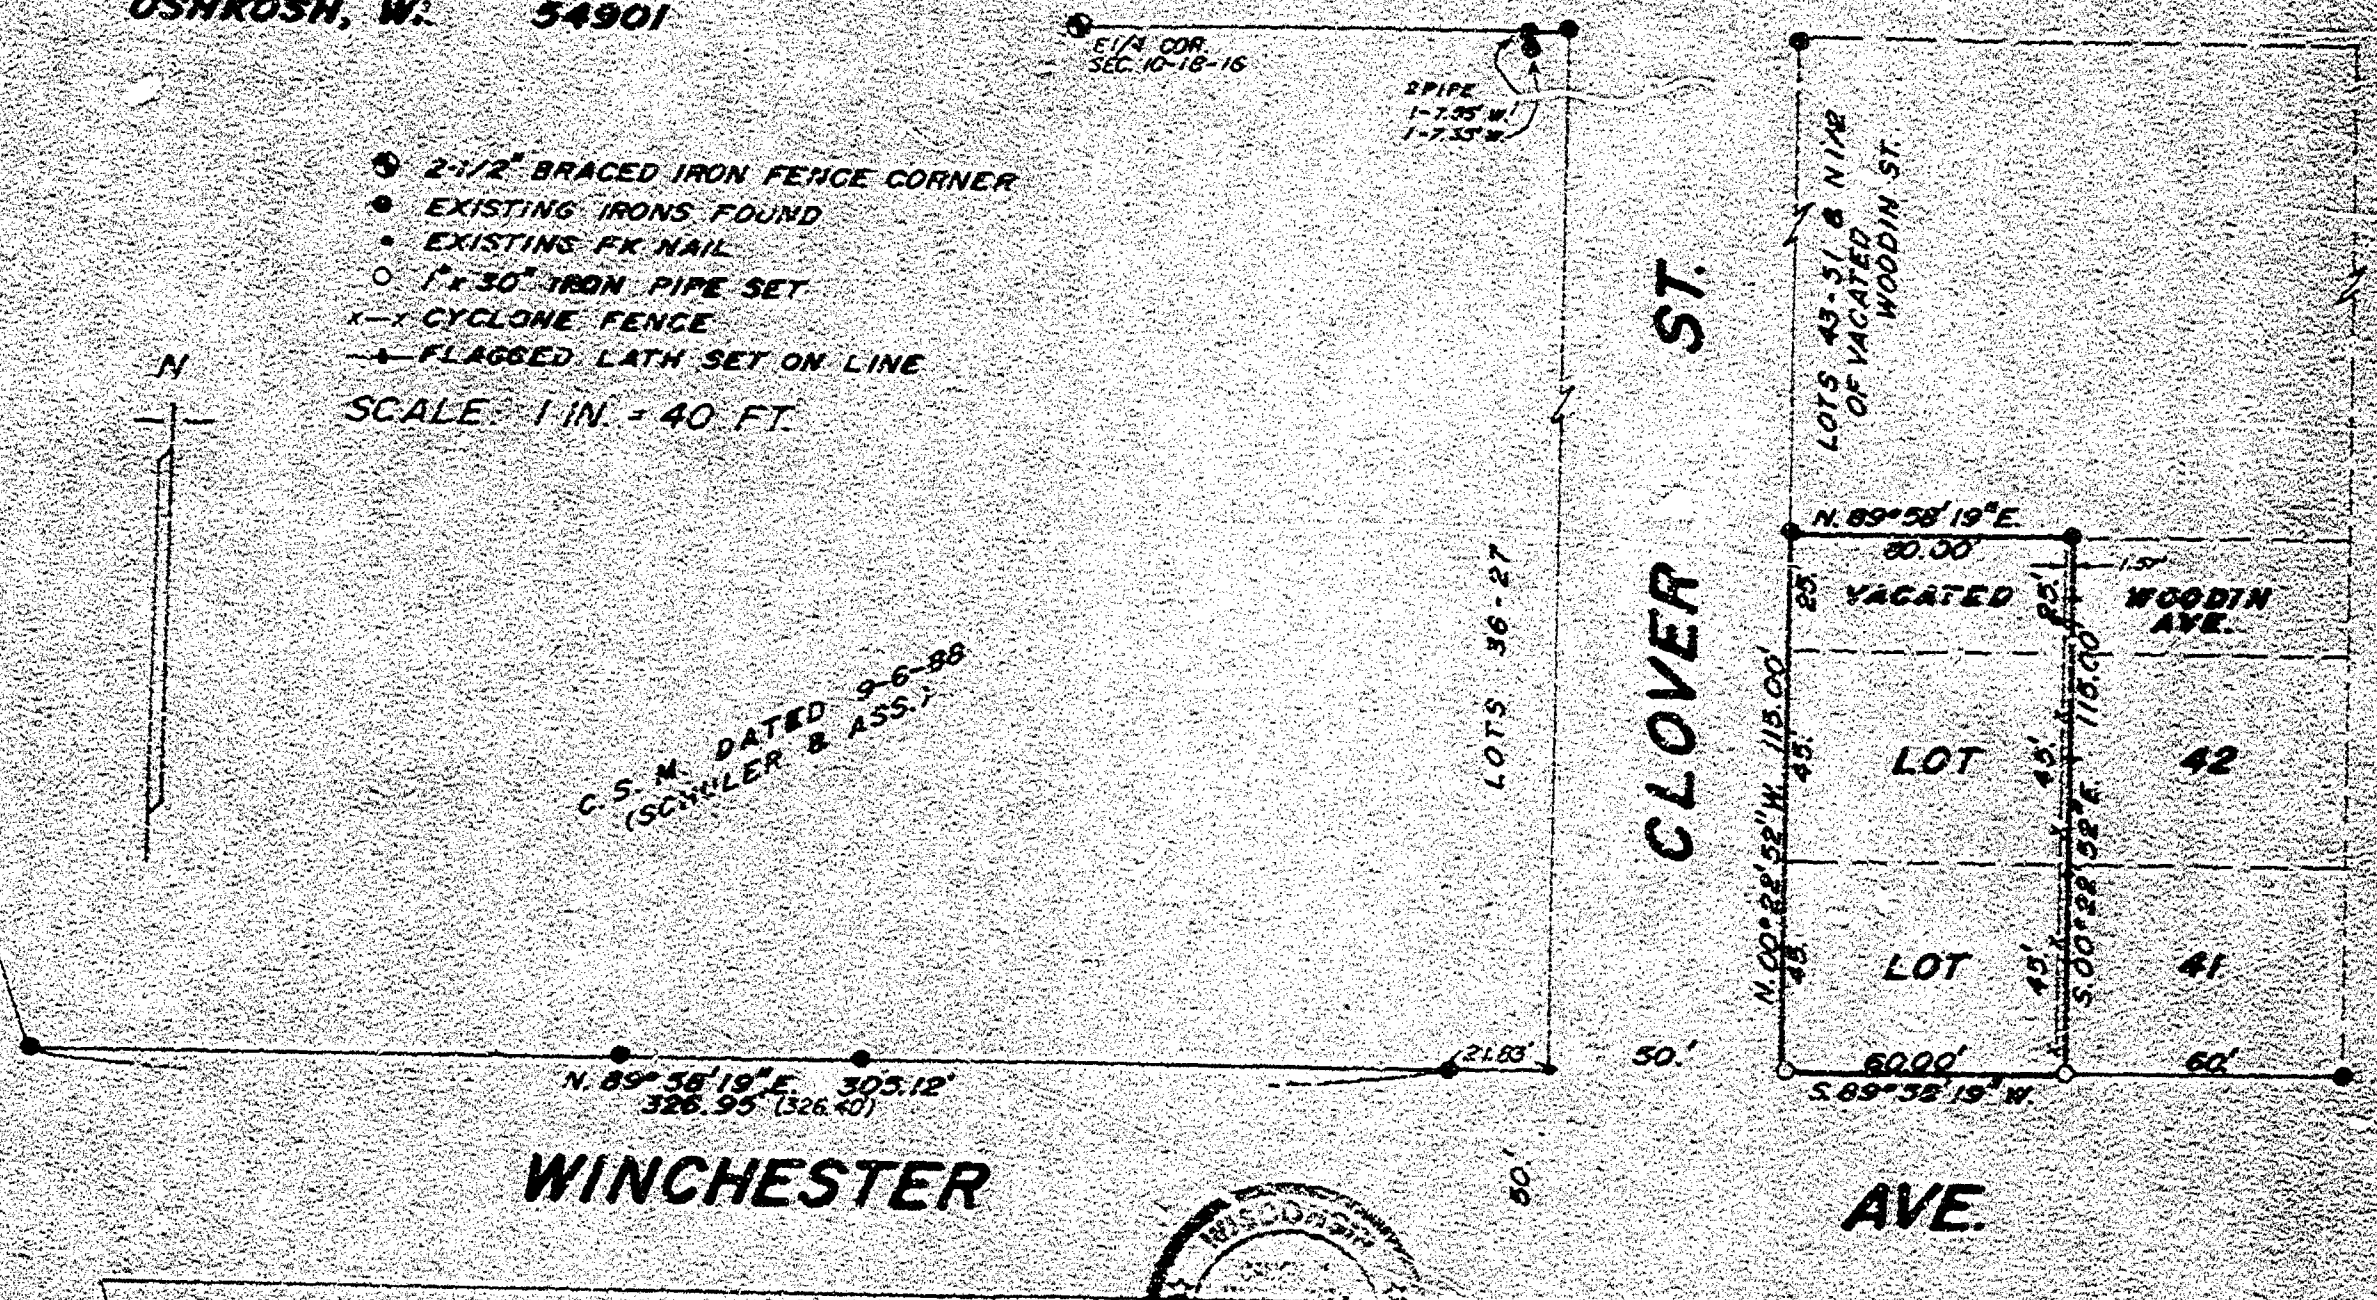 OSHKOSH, WI. 54901
E 1/4 COR.
SEC. 10-18-16
2 PIPE
1-7.55' W.
1-7.35' W.
2-1/2" BRACED IRON FENCE CORNER
EXISTING IRONS FOUND
EXISTING PK NAIL
1" x 30" IRON PIPE SET
x—x CYCLONE FENCE
FLAGGED LATH SET ON LINE
SCALE: 1 IN. = 40 FT.
N
C. S. M. DATED 9-6-88
(SCHULER & ASS.)
LOTS 36-27
CLOVER ST.
LOTS 43-51 & N 1/2
OF VACATED
WOODIN ST.
N. 89°58'19" E.
60.00'
1.57'
25.'
VACATED
25.'
WOODIN
AVE.
N. 00°22'52" W. 115.00'
45.'
LOT
45.'
42
S. 00°22'52" E. 115.00'
45.'
LOT
45.'
41
(21.83'
50.'
60.00'
60.'
S. 89°58'19" W.
N. 89°58'19" E. 305.12'
326.95' (326.40)
50.'
WINCHESTER AVE.
WISCONSIN